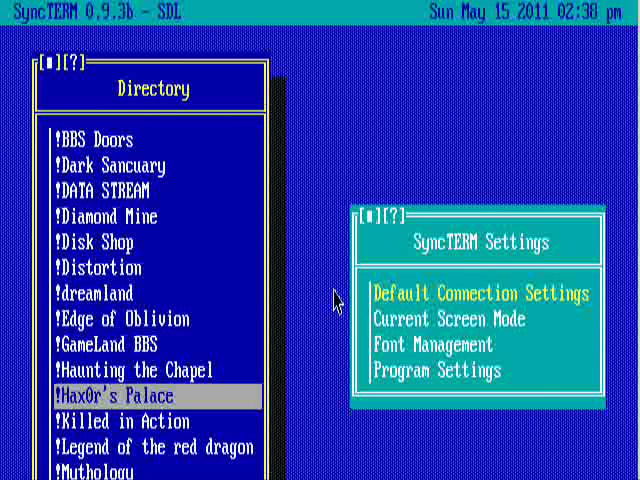 SyncTERM 0.9.3b - SDL
Sun May 15 2011 02:38 pm
[■][?]
Directory
!BBS Doors
!Dark Sancuary
!DATA STREAM
!Diamond Mine
!Disk Shop
!Distortion
!dreamland
!Edge of Oblivion
!GameLand BBS
!Haunting the Chapel
!Hax0r's Palace
!Killed in Action
!Legend of the red dragon
!Mythology
[■][?]
SyncTERM Settings
Default Connection Settings
Current Screen Mode
Font Management
Program Settings